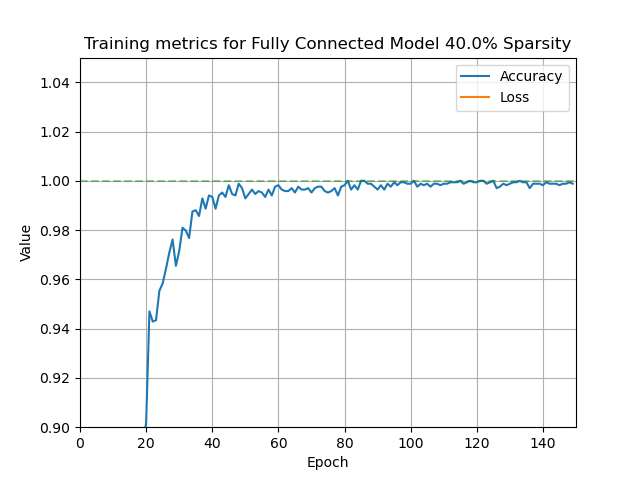 Training metrics for Fully Connected Model 40.0% Sparsity
Accuracy
Loss
1.04
1.02
1.00
0.98
0.96
0.94
0.92
0.90
Value
0 20 40 60 80 100 120 140
Epoch